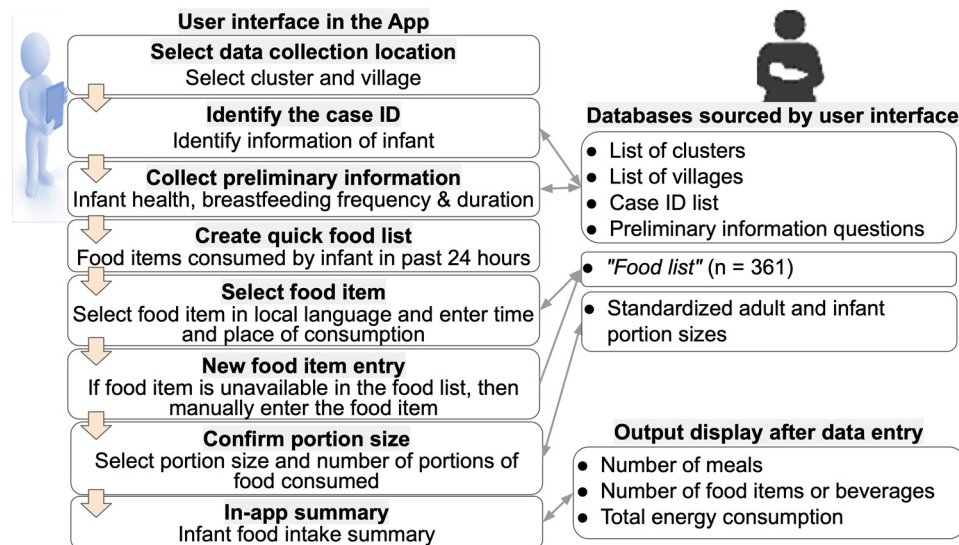 User interface in the App
Select data collection location
Select cluster and village
Identify the case ID
Identify information of infant
Collect preliminary information
Infant health, breastfeeding frequency & duration
Create quick food list
Food items consumed by infant in past 24 hours
Select food item
Select food item in local language and enter time
and place of consumption
New food item entry
If food item is unavailable in the food list, then
manually enter the food item
Confirm portion size
Select portion size and number of portions of
food consumed
In-app summary
Infant food intake summary
Databases sourced by user interface
● List of clusters
● List of villages
● Case ID list
● Preliminary information questions
● "Food list" (n = 361)
● Standardized adult and infant
portion sizes
Output display after data entry
● Number of meals
● Number of food items or beverages
● Total energy consumption